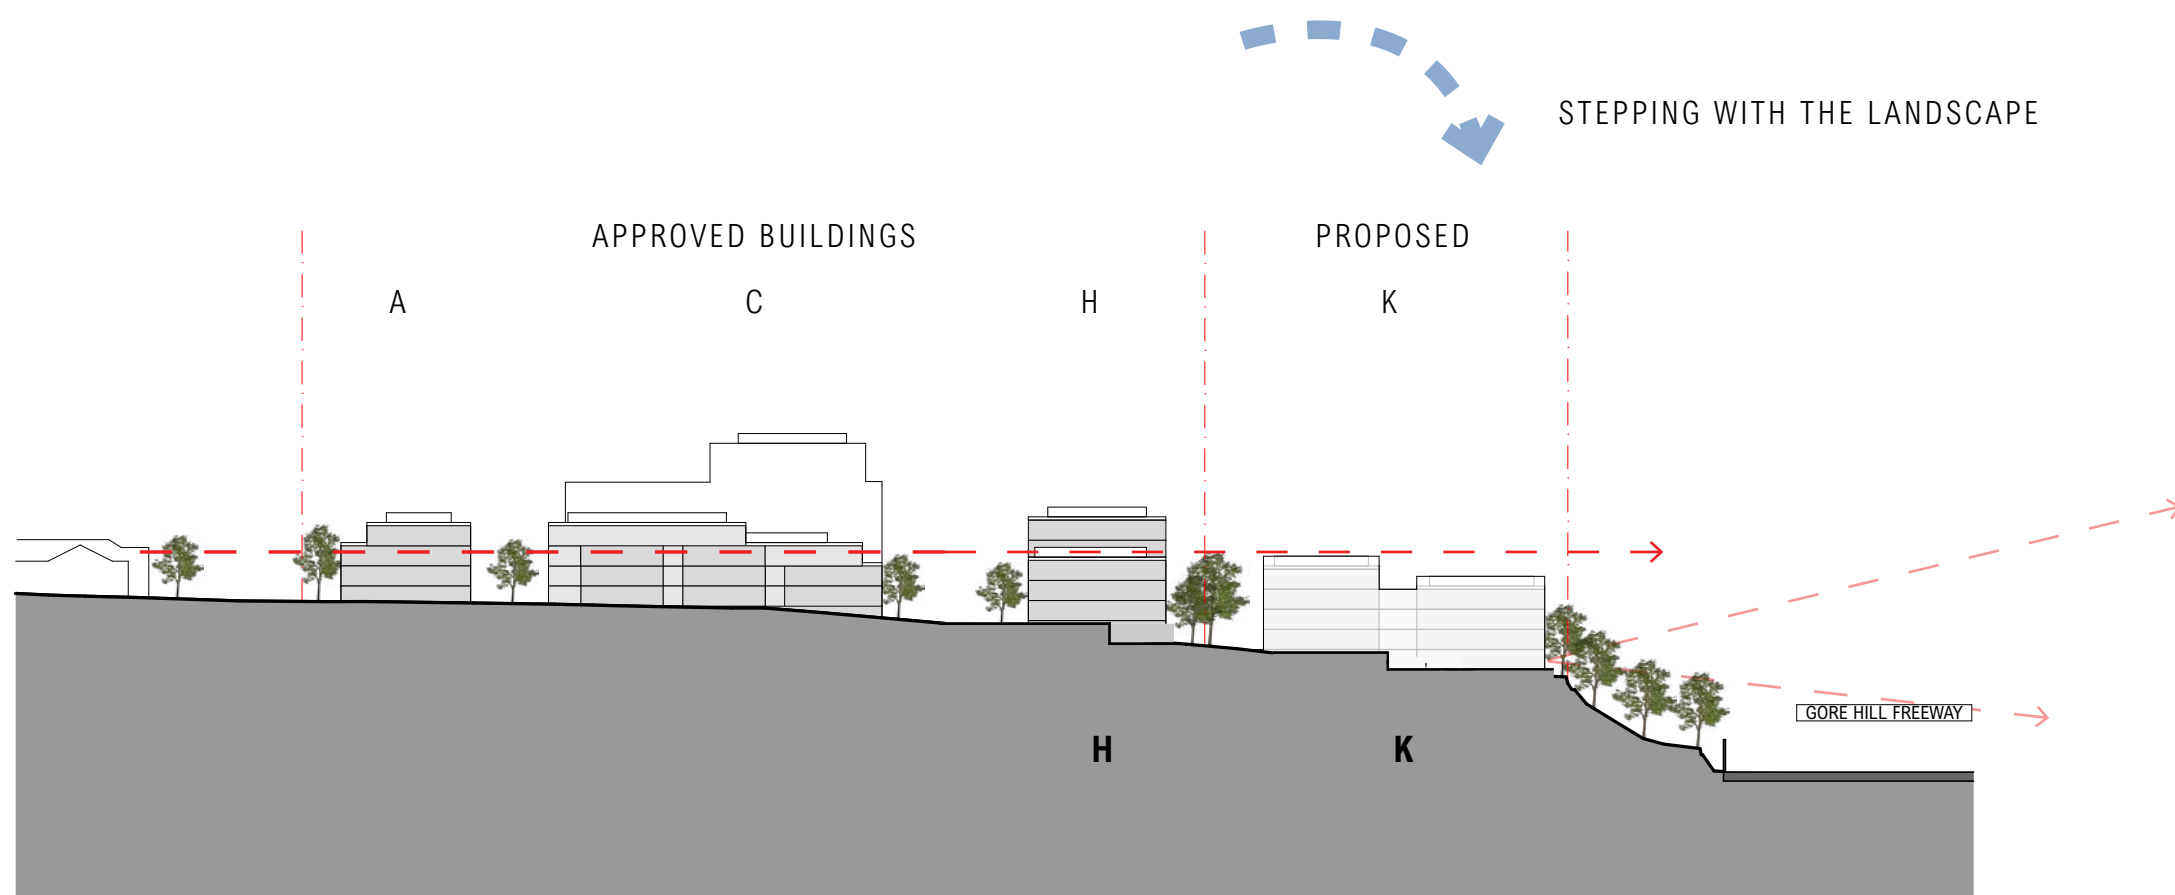 STEPPING WITH THE LANDSCAPE
APPROVED BUILDINGS PROPOSED
A C H K
GORE HILL FREEWAY
H K